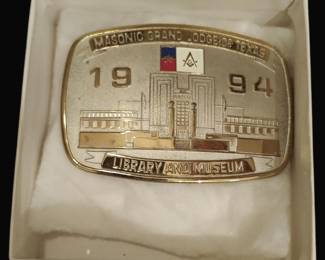 MASONIC GRAND LODGE OF TEXAS
19 94
LIBRARY AND MUSEUM